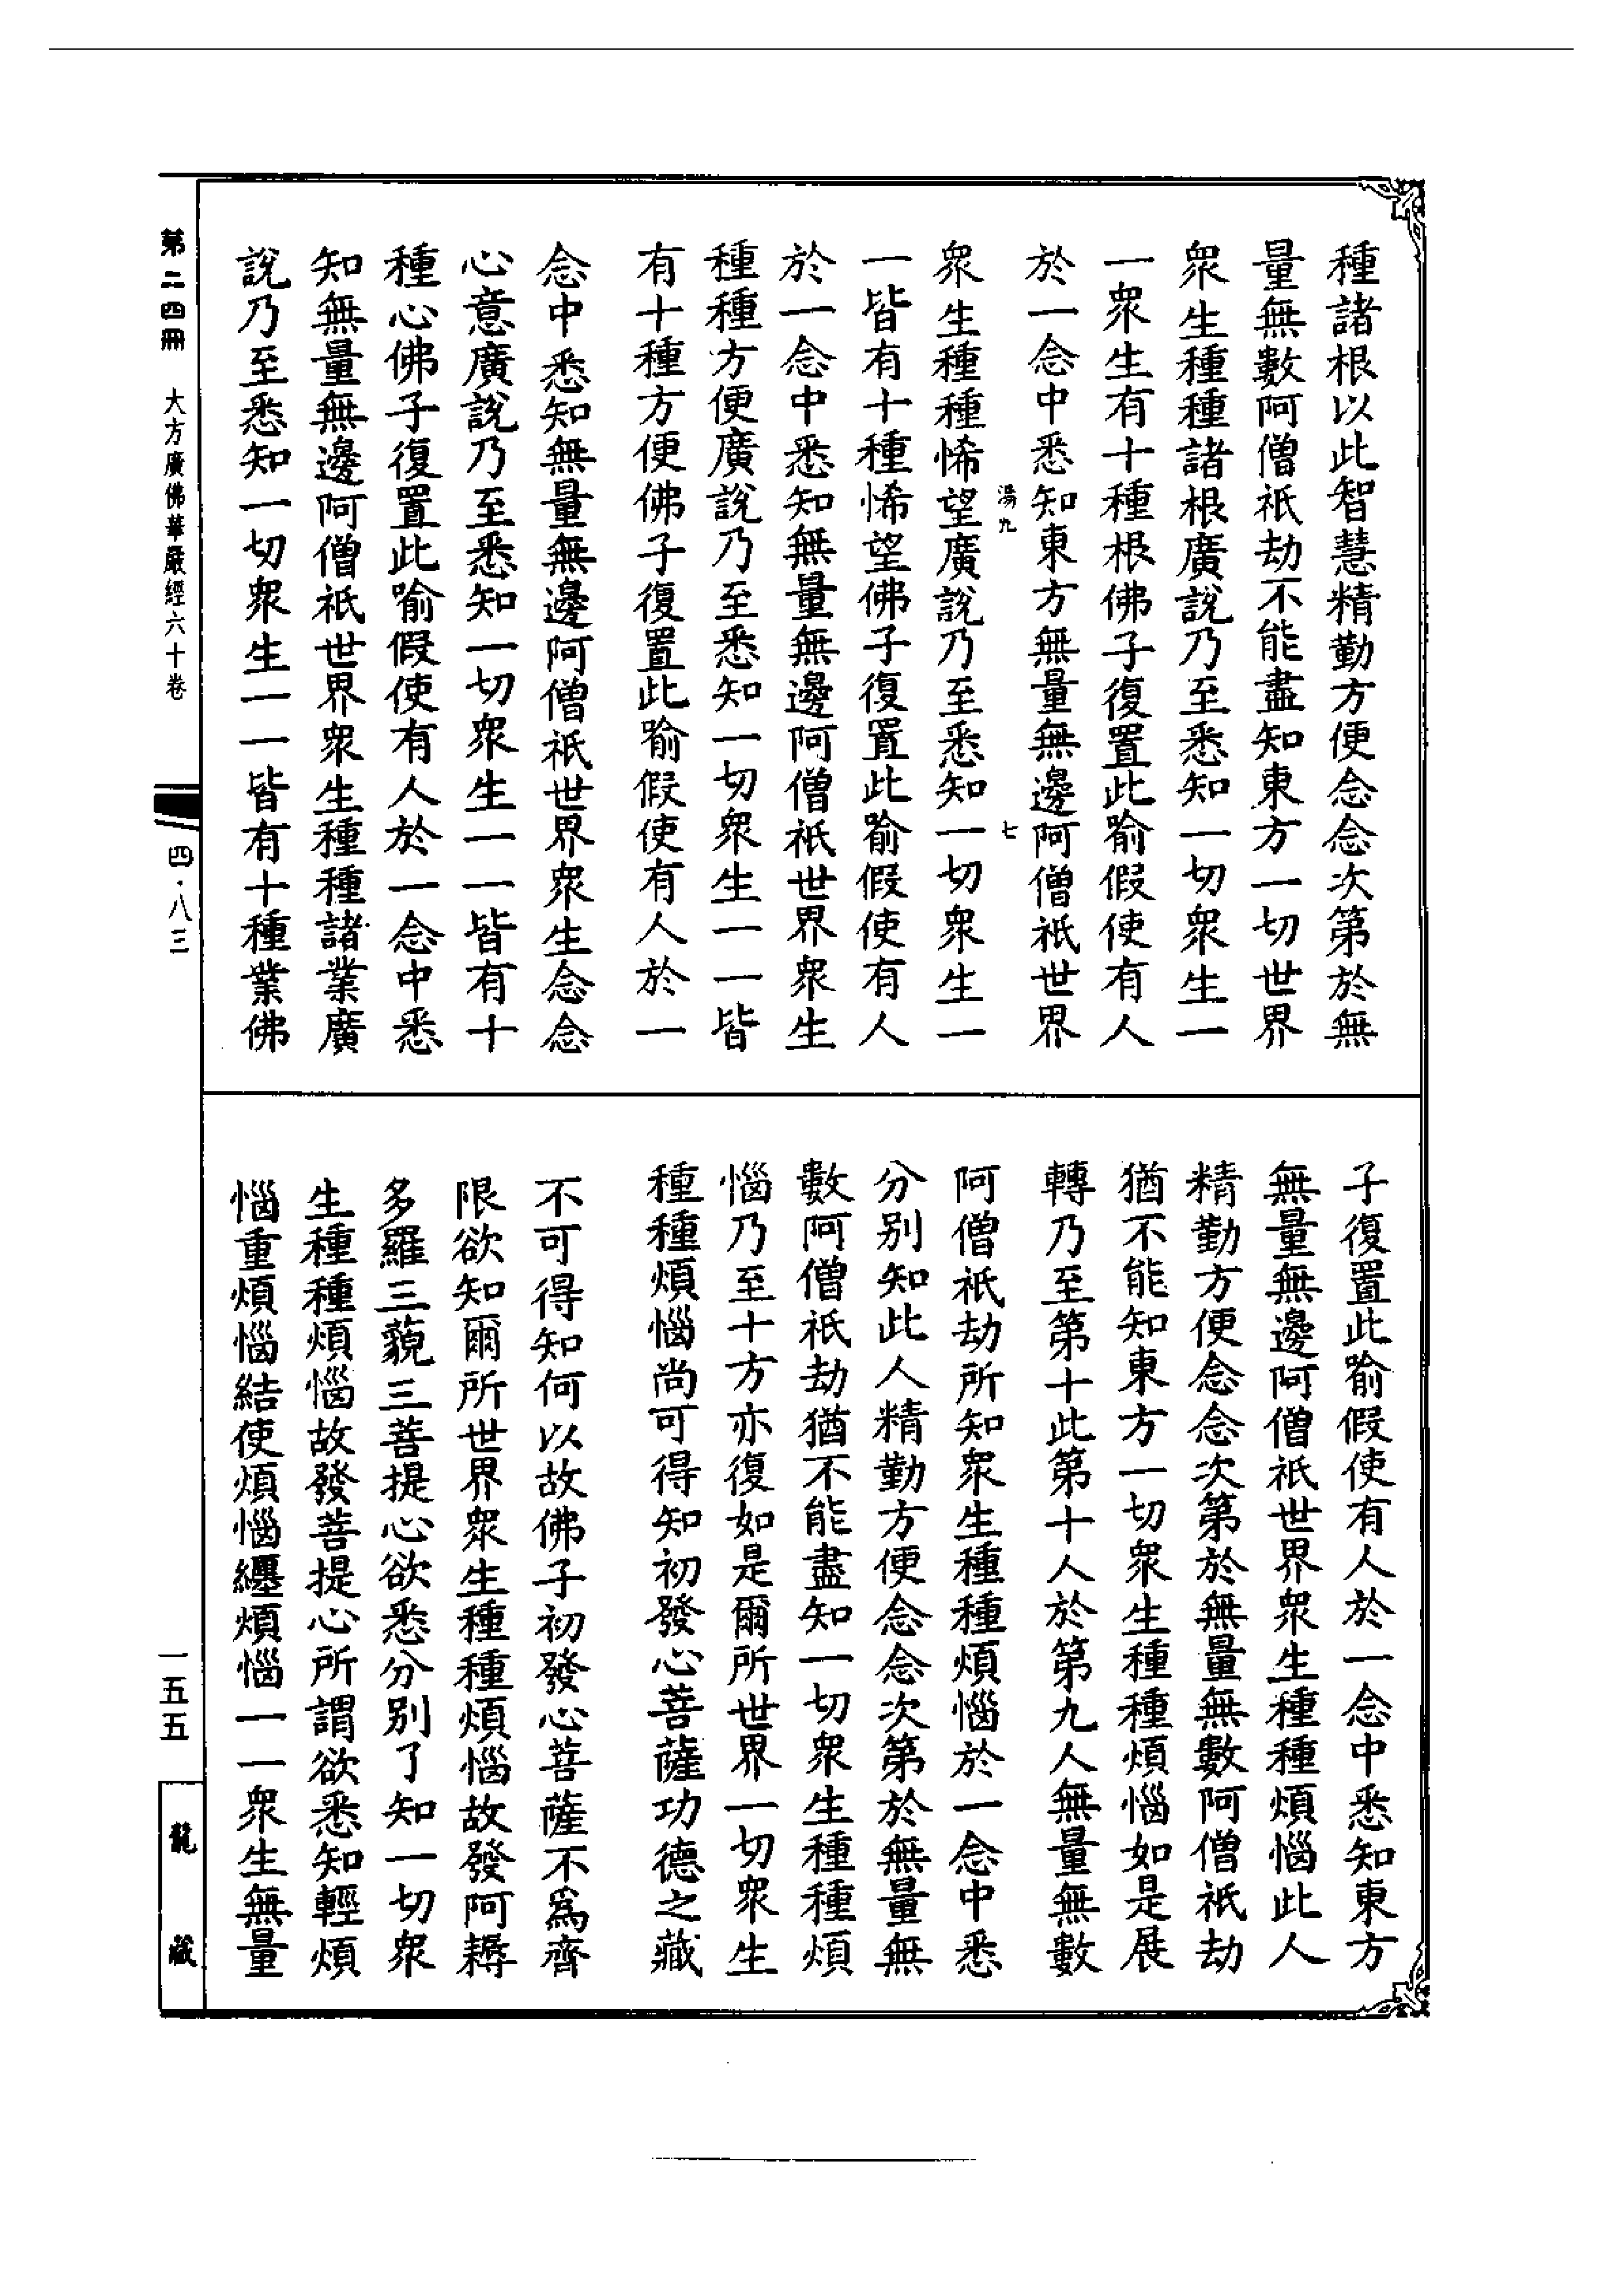 種諸根以此智慧精勤方便念念次第於無
量無數阿僧祇劫不能盡知東方一切世界
眾生種種諸根廣說乃至悉知一切眾生一
一眾生有十種根佛子復置此喻假使有人
於一念中悉知東方無量無邊阿僧祇世界
湯九 七
眾生種種悕望廣說乃至悉知一切眾生一
一皆有十種悕望佛子復置此喻假使有人
於一念中悉知無量無邊阿僧祇世界眾生
種種方便廣說乃至悉知一切眾生一一皆
有十種方便佛子復置此喻假使有人於一
念中悉知無量無邊阿僧祇世界眾生念念
心意廣說乃至悉知一切眾生一一皆有十
種心佛子復置此喻假使有人於一念中悉
知無量無邊阿僧祇世界眾生種種諸業廣
說乃至悉知一切眾生一一皆有十種業佛
子復置此喻假使有人於一念中悉知東方
無量無邊阿僧祇世界眾生種種煩惱此人
精勤方便念念次第於無量無數阿僧祇劫
猶不能知東方一切眾生種種煩惱如是展
轉乃至第十此第十人於第九人無量無數
阿僧祇劫所知眾生種種煩惱於一念中悉
分別知此人精勤方便念念次第於無量無
數阿僧祇劫猶不能盡知一切眾生種種煩
惱乃至十方亦復如是爾所世界一切眾生
種種煩惱尚可得知初發心菩薩功德之藏
不可得知何以故佛子初發心菩薩不為齊
限欲知爾所世界眾生種種煩惱故發阿耨
多羅三藐三菩提心欲悉分別了知一切眾
生種種煩惱故發菩提心所謂欲悉知輕煩
惱重煩惱結使煩惱纏煩惱一一眾生無量
第二四冊 大方廣佛華嚴經六十卷 四·八三 一五五 龍藏